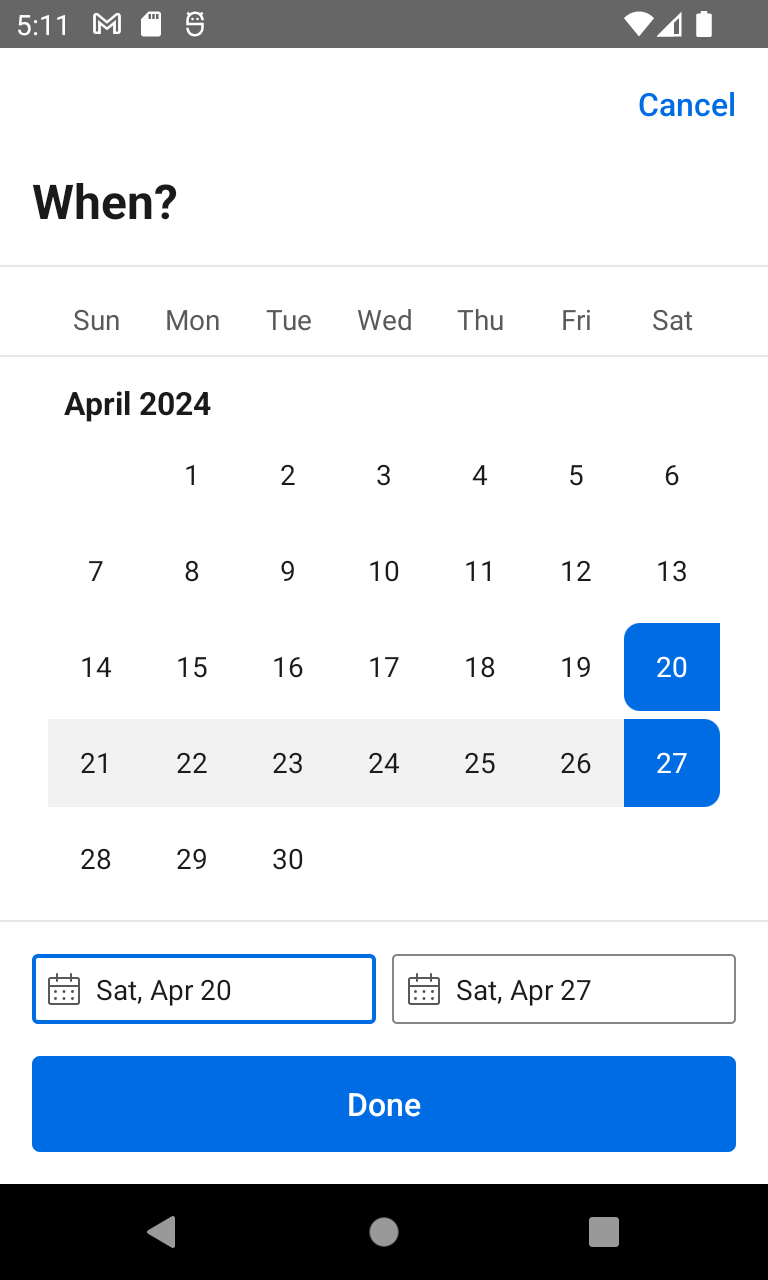 5:11
Cancel
When?
Sun Mon Tue Wed Thu Fri Sat
April 2024
1 2 3 4 5 6
7 8 9 10 11 12 13
14 15 16 17 18 19 20
21 22 23 24 25 26 27
28 29 30
Sat, Apr 20 Sat, Apr 27
Done